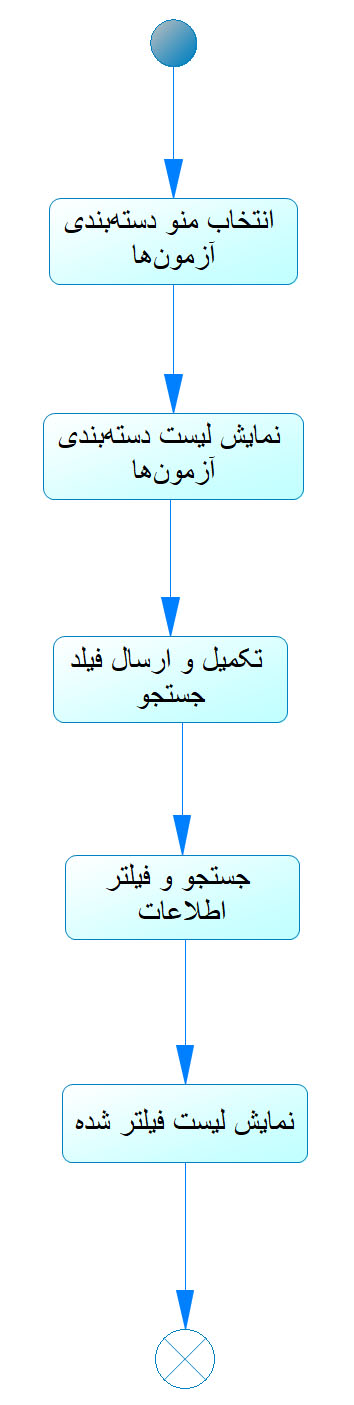 انتخاب منو دسته‌بندی
آزمون‌ها
نمایش لیست دسته‌بندی
آزمون‌ها
تکمیل و ارسال فیلد
جستجو
جستجو و فیلتر
اطلاعات
نمایش لیست فیلتر شده